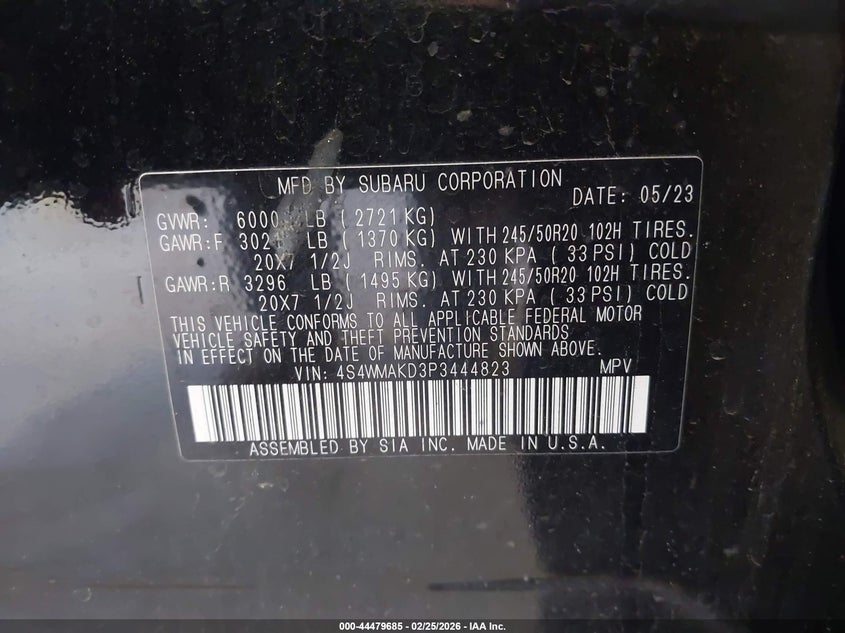 MFD BY SUBARU CORPORATION
DATE: 05/23
GVWR: 6000 LB ( 2721 KG)
GAWR:F LB ( 1370 KG) WITH 245/50R20 102H TIRES.
20X7 1/2J RIMS. AT 230 KPA ( 33 PSI) COLD
GAWR:R 3296 LB ( 1495 KG) WITH 245/50R20 102H TIRES.
20X7 1/2J RIMS. AT 230 KPA ( 33 PSI) COLD
THIS VEHICLE CONFORMS TO ALL APPLICABLE FEDERAL MOTOR
VEHICLE SAFETY AND THEFT PREVENTION STANDARDS
IN EFFECT ON THE DATE OF MANUFACTURE SHOWN ABOVE.
VIN: 4S4WMAKD3P3444823 MPV
ASSEMBLED BY SIA INC. MADE IN U.S.A.
000-44479685 - 02/25/2026 - IAA Inc.